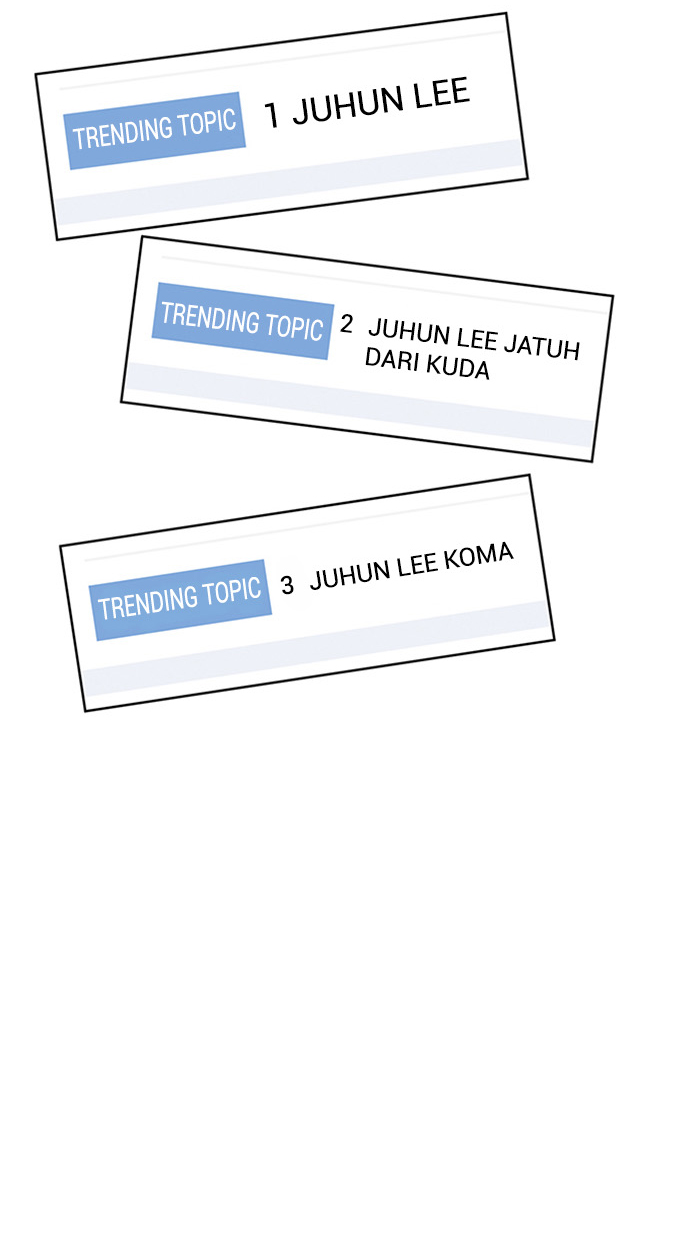 TRENDING TOPIC 1 JUHUN LEE
TRENDING TOPIC 2 JUHUN LEE JATUH
DARI KUDA
TRENDING TOPIC 3 JUHUN LEE KOMA